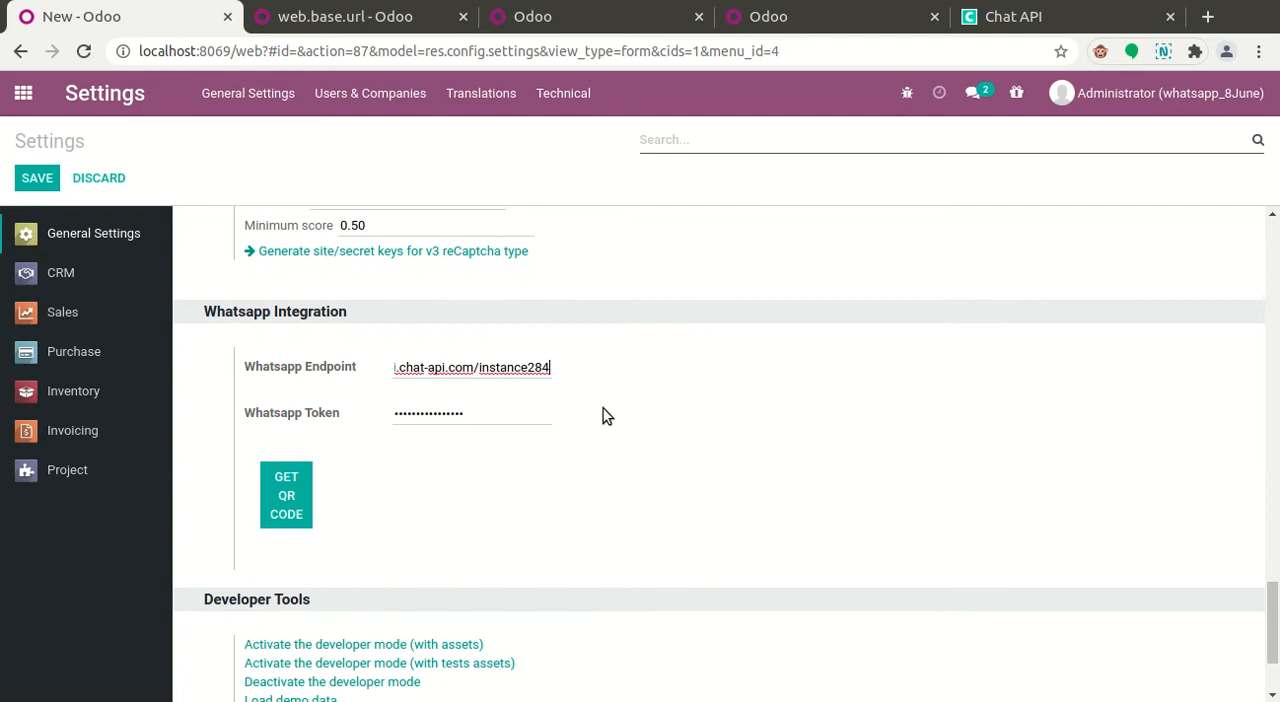 New - Odoo
web.base.url - Odoo
Odoo
Odoo
Chat API
localhost:8069/web?#id=&action=87&model=res.config.settings&view_type=form&cids=1&menu_id=4
Settings
General Settings
Users & Companies
Translations
Technical
2
Administrator (whatsapp_8June)
Settings
Search...
SAVE
DISCARD
General Settings
CRM
Sales
Purchase
Inventory
Invoicing
Project
Minimum score 0.50
Generate site/secret keys for v3 reCaptcha type
Whatsapp Integration
Whatsapp Endpoint i.chat-api.com/instance284
Whatsapp Token ••••••••••••••••
GET
QR
CODE
Developer Tools
Activate the developer mode (with assets)
Activate the developer mode (with tests assets)
Deactivate the developer mode
Load demo data